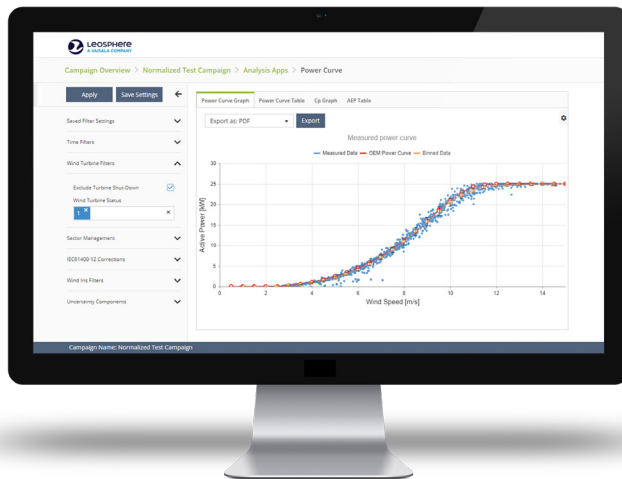 LEOSPHERE
A VAISALA COMPANY
Campaign Overview > Normalized Test Campaign > Analysis Apps > Power Curve
Apply
Save Settings
Saved Filter Settings
Time Filters
Wind Turbine Filters
Exclude Turbine Shut-Down
Wind Turbine Status
1 ×
×
Sector Management
IEC61400-12 Corrections
Wind Iris Filters
Uncertainty Components
Power Curve Graph
Power Curve Table
Cp Graph
AEP Table
Export as: PDF
Export
Measured power curve
Measured Data
OEM Power Curve
Binned Data
Active Power [kW]
30
25
20
15
10
5
0
0 2 4 6 8 10 12 14
Wind Speed [m/s]
Campaign Name: Normalized Test Campaign